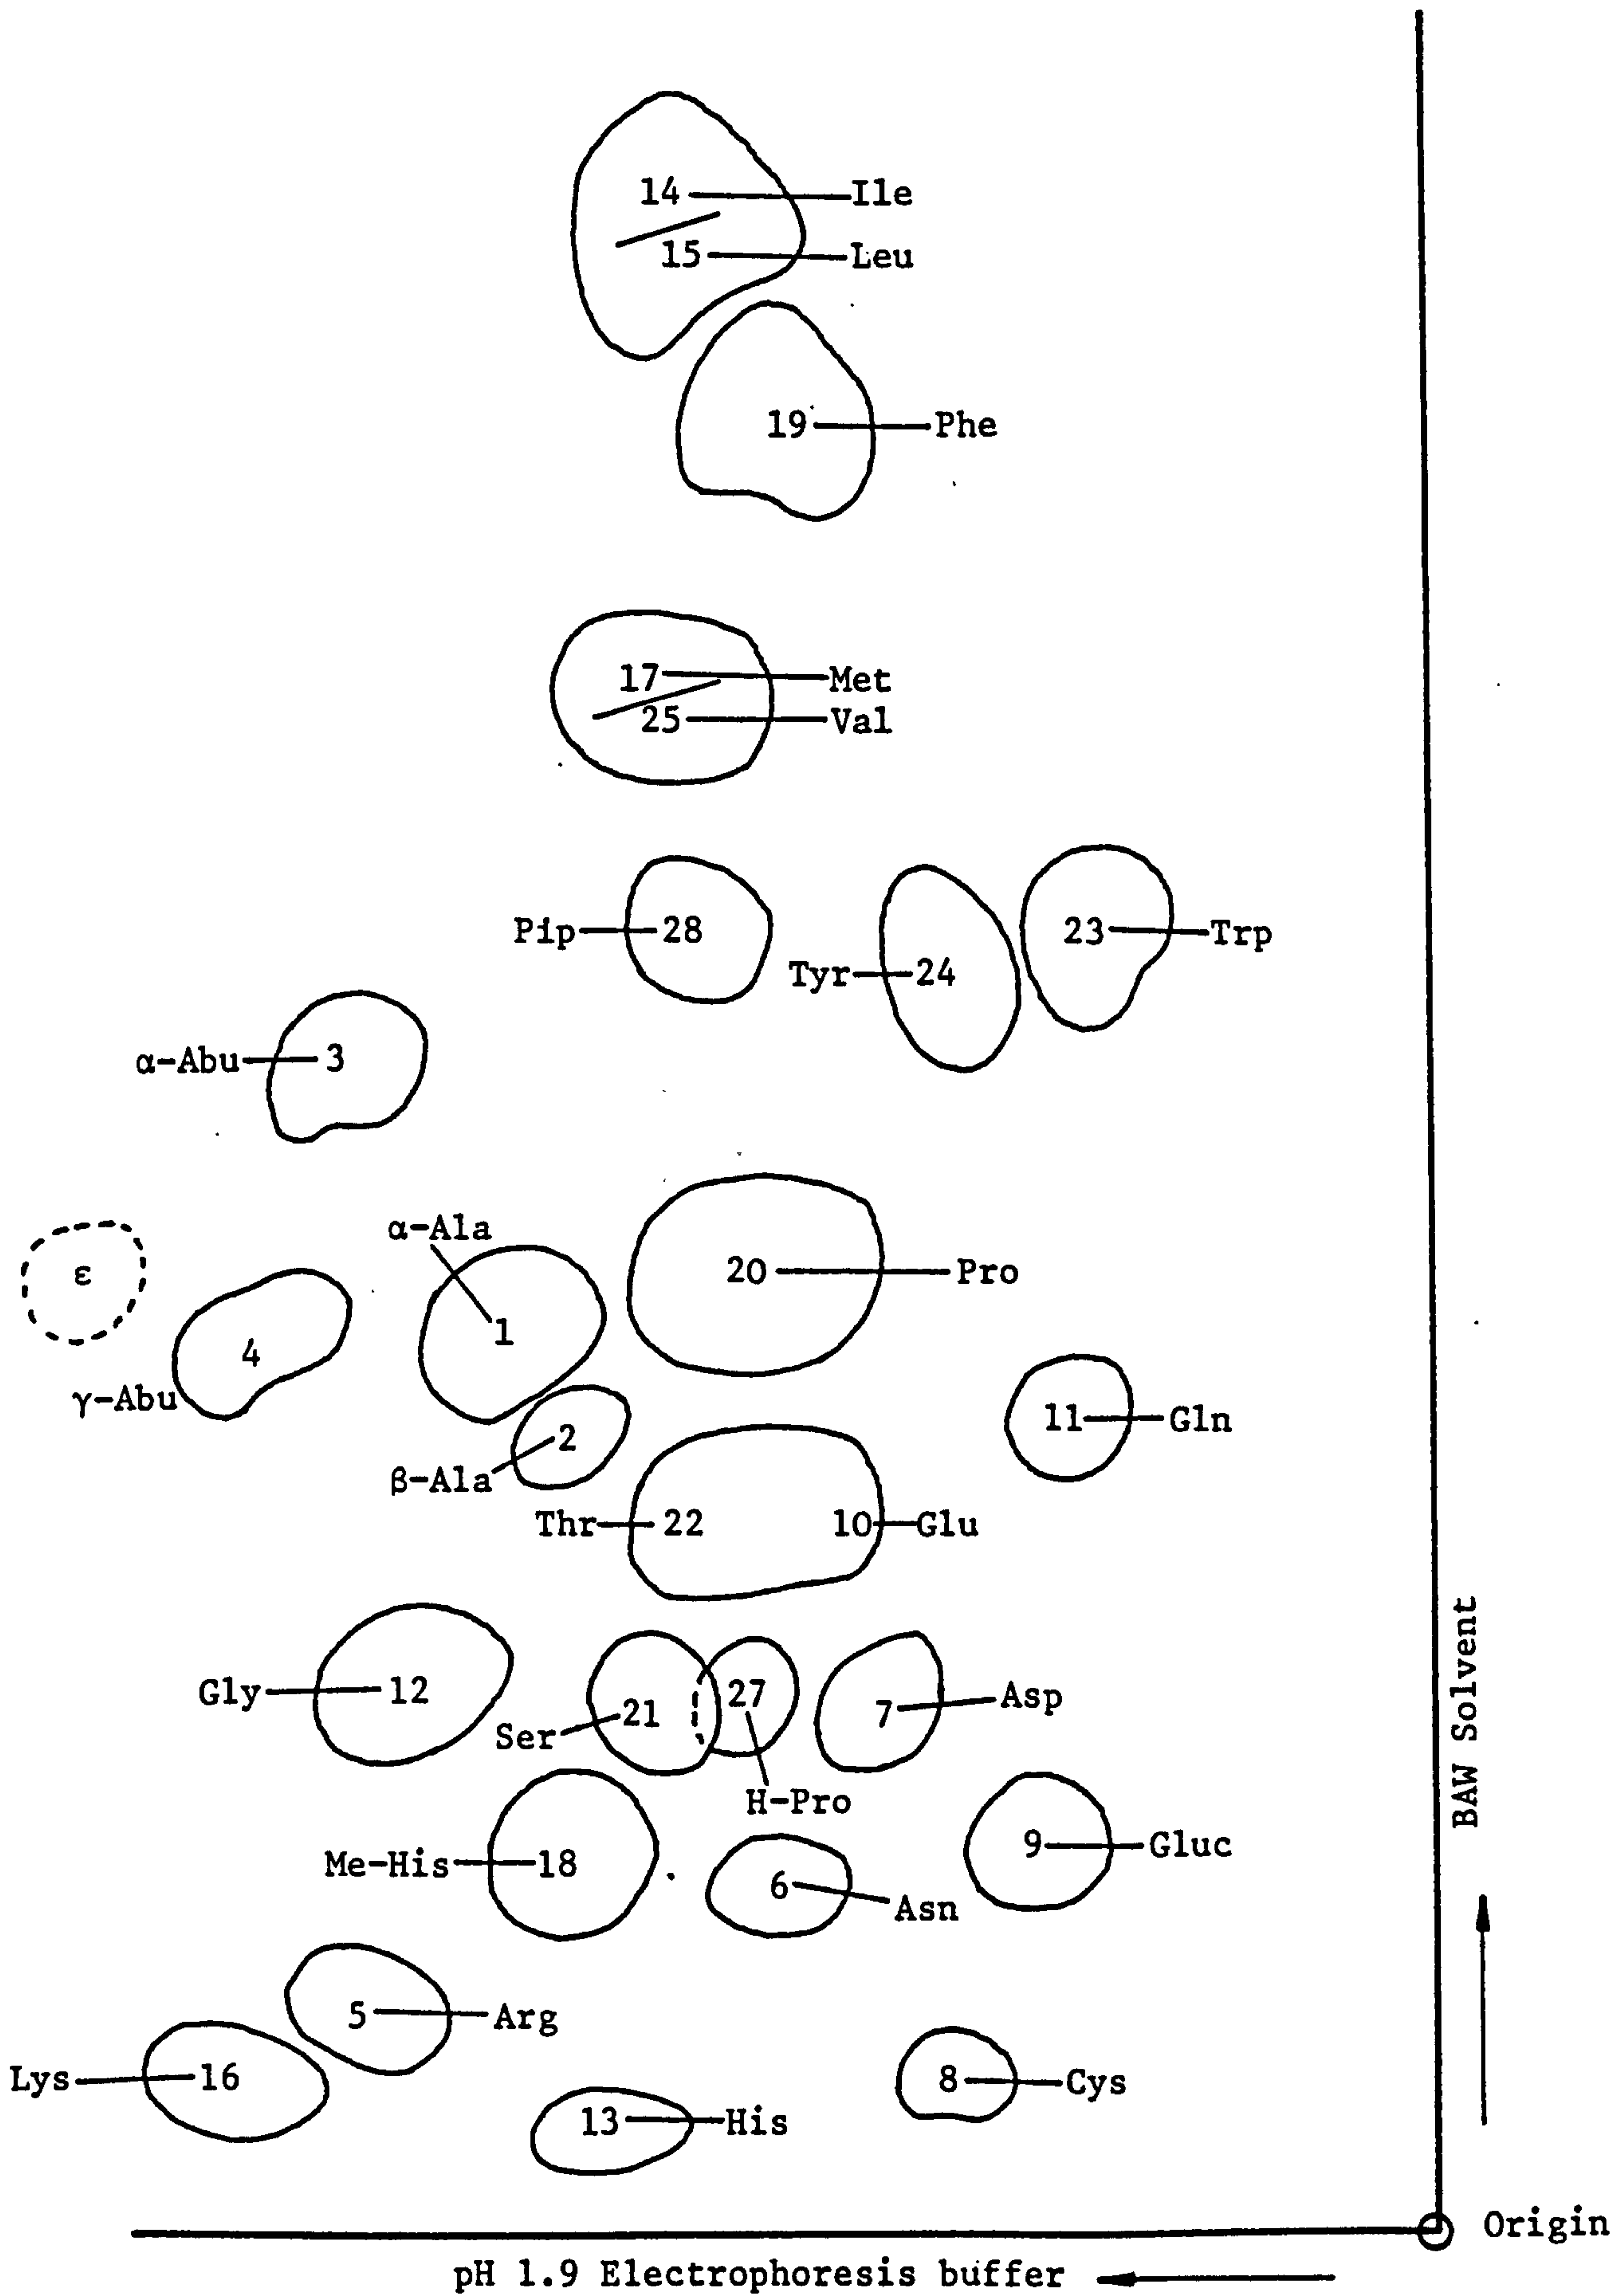 14 Ile
15 Leu
19 Phe
17 Met
25 Val
Pip 28
23 Trp
Tyr 24
α-Abu 3
α-Ala
ε
20 Pro
1
4
γ-Abu
11 Gln
2
β-Ala
Thr 22 10 Glu
Gly 12
27
Asp
7
21
Ser
H-Pro
9 Gluc
Me-His 18
6
Asn
BAW Solvent
5 Arg
Lys 16
8 Cys
13 His
Origin
pH 1.9 Electrophoresis buffer